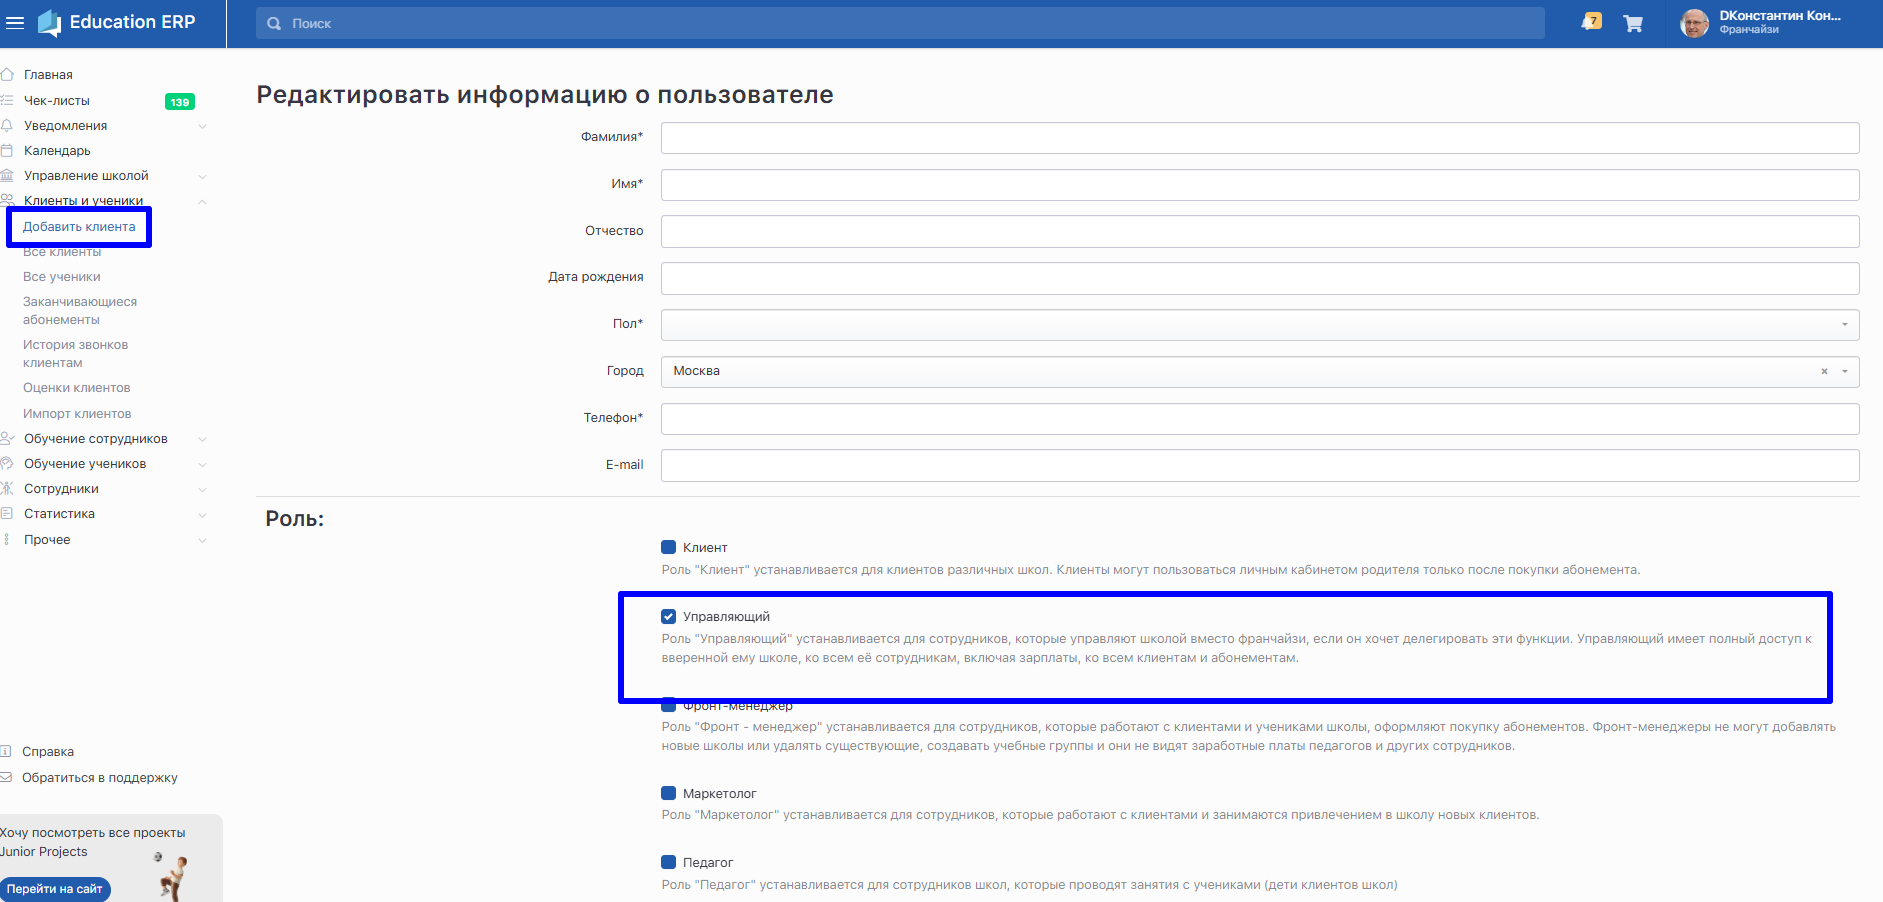 Education ERP
Поиск
7
DКонстантин Кон...
Франчайзи
Главная
Чек-листы
139
Уведомления
Календарь
Управление школой
Клиенты и ученики
Добавить клиента
Все клиенты
Все ученики
Заканчивающиеся
абонементы
История звонков
клиентам
Оценки клиентов
Импорт клиентов
Обучение сотрудников
Обучение учеников
Сотрудники
Статистика
Прочее
Справка
Обратиться в поддержку
Хочу посмотреть все проекты
Junior Projects
Перейти на сайт
Редактировать информацию о пользователе
Фамилия*
Имя*
Отчество
Дата рождения
Пол*
Город
Москва
Телефон*
E-mail
Роль:
Клиент
Роль "Клиент" устанавливается для клиентов различных школ. Клиенты могут пользоваться личным кабинетом родителя только после покупки абонемента.
Управляющий
Роль "Управляющий" устанавливается для сотрудников, которые управляют школой вместо франчайзи, если он хочет делегировать эти функции. Управляющий имеет полный доступ к
вверенной ему школе, ко всем её сотрудникам, включая зарплаты, ко всем клиентам и абонементам.
Фронт-менеджер
Роль "Фронт - менеджер" устанавливается для сотрудников, которые работают с клиентами и учениками школы, оформляют покупку абонементов. Фронт-менеджеры не могут добавлять
новые школы или удалять существующие, создавать учебные группы и они не видят заработные платы педагогов и других сотрудников.
Маркетолог
Роль "Маркетолог" устанавливается для сотрудников, которые работают с клиентами и занимаются привлечением в школу новых клиентов.
Педагог
Роль "Педагог" устанавливается для сотрудников школ, которые проводят занятия с учениками (дети клиентов школ)